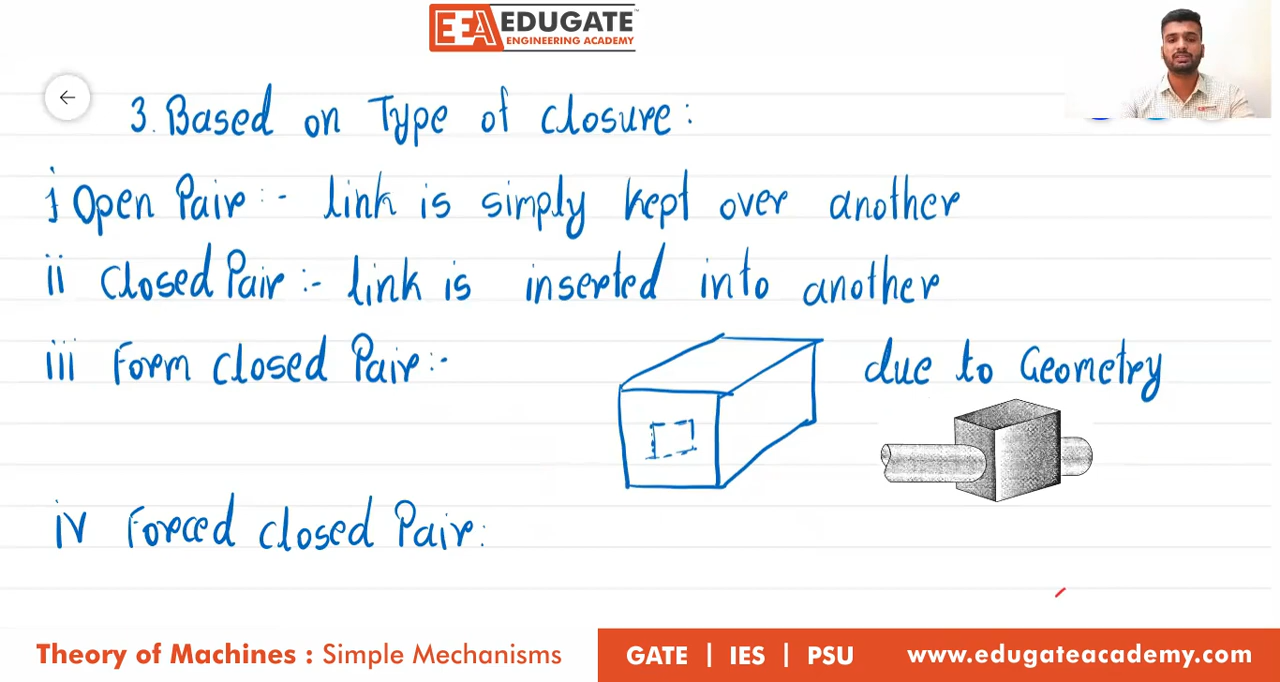 EEA EDUGATE™
ENGINEERING ACADEMY
3. Based on Type of closure:
i Open Pair :- link is simply kept over another
ii Closed Pair :- link is inserted into another
iii Form closed Pair :- due to Geometry
iv Forced closed Pair:
Theory of Machines : Simple Mechanisms
GATE | IES | PSU www.edugateacademy.com